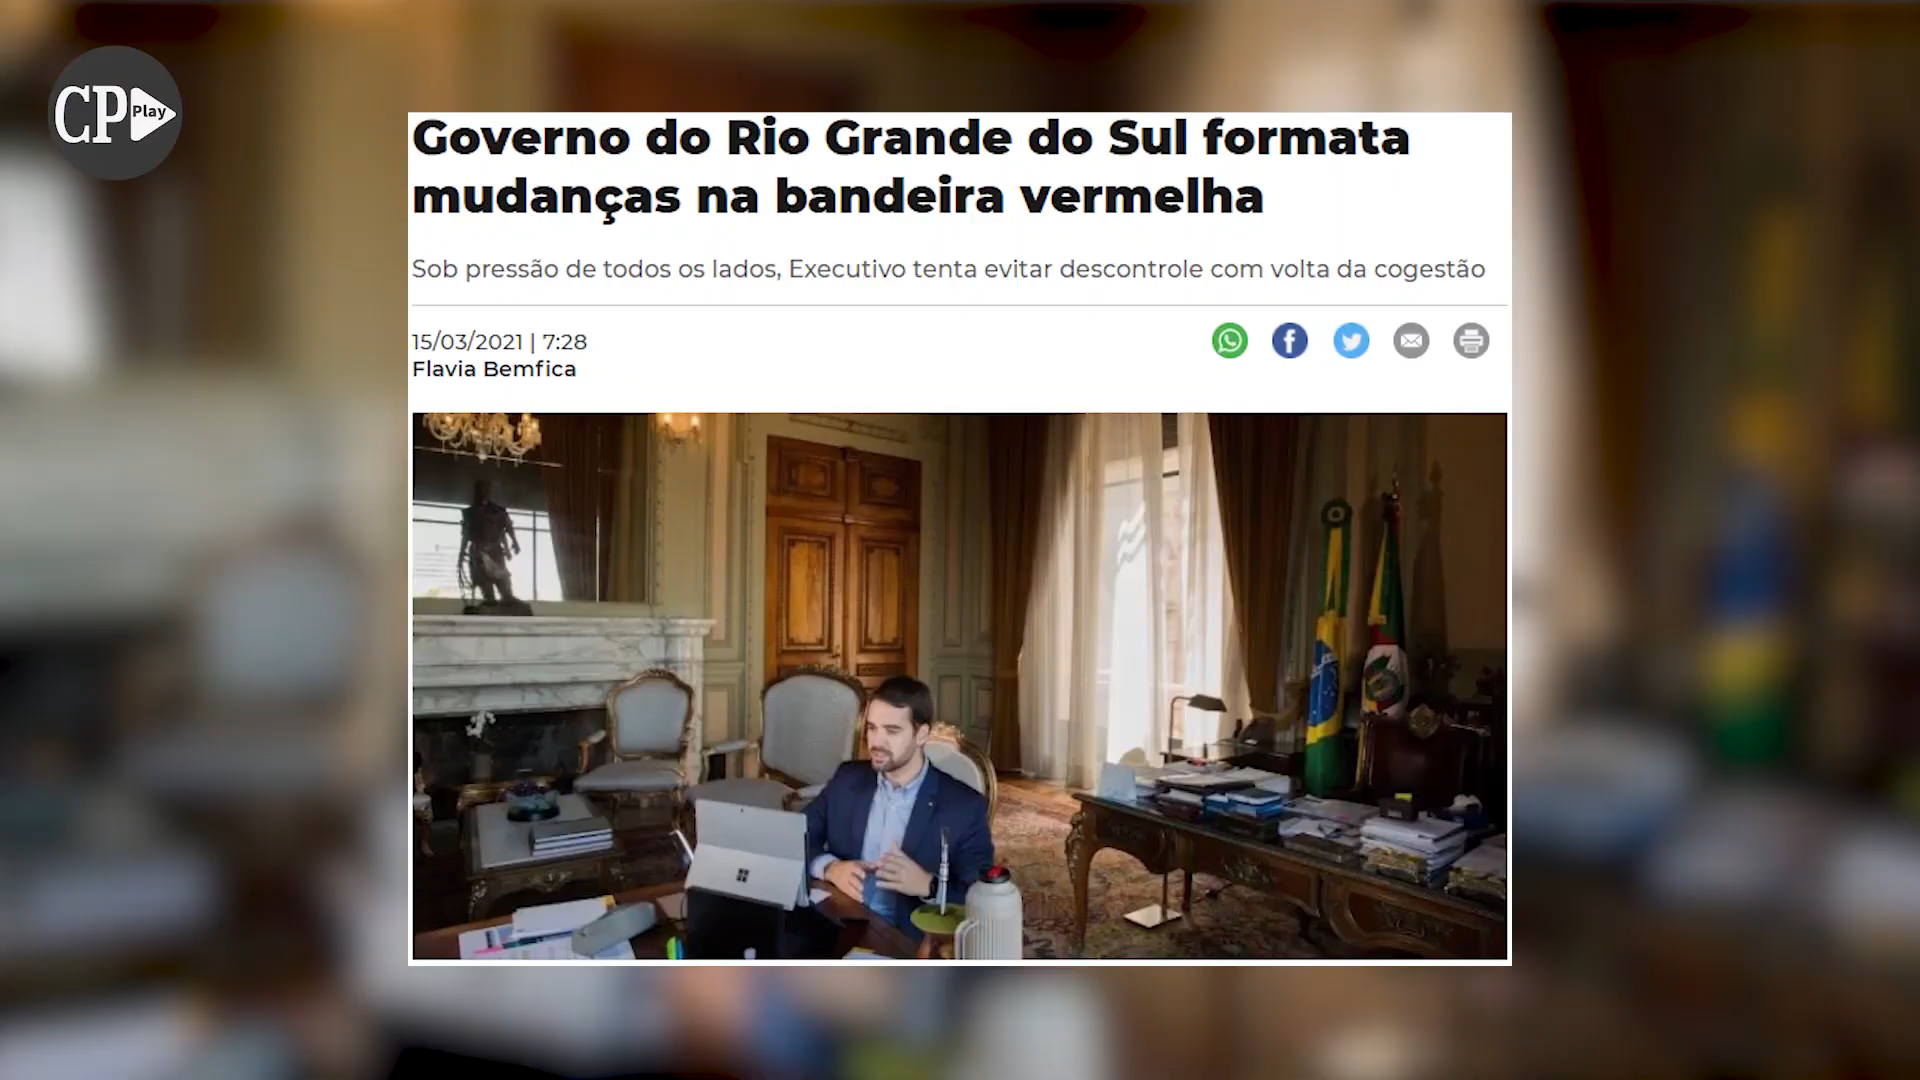 CP Play
Governo do Rio Grande do Sul formata
mudanças na bandeira vermelha
Sob pressão de todos os lados, Executivo tenta evitar descontrole com volta da cogestão
15/03/2021 | 7:28
Flavia Bemfica